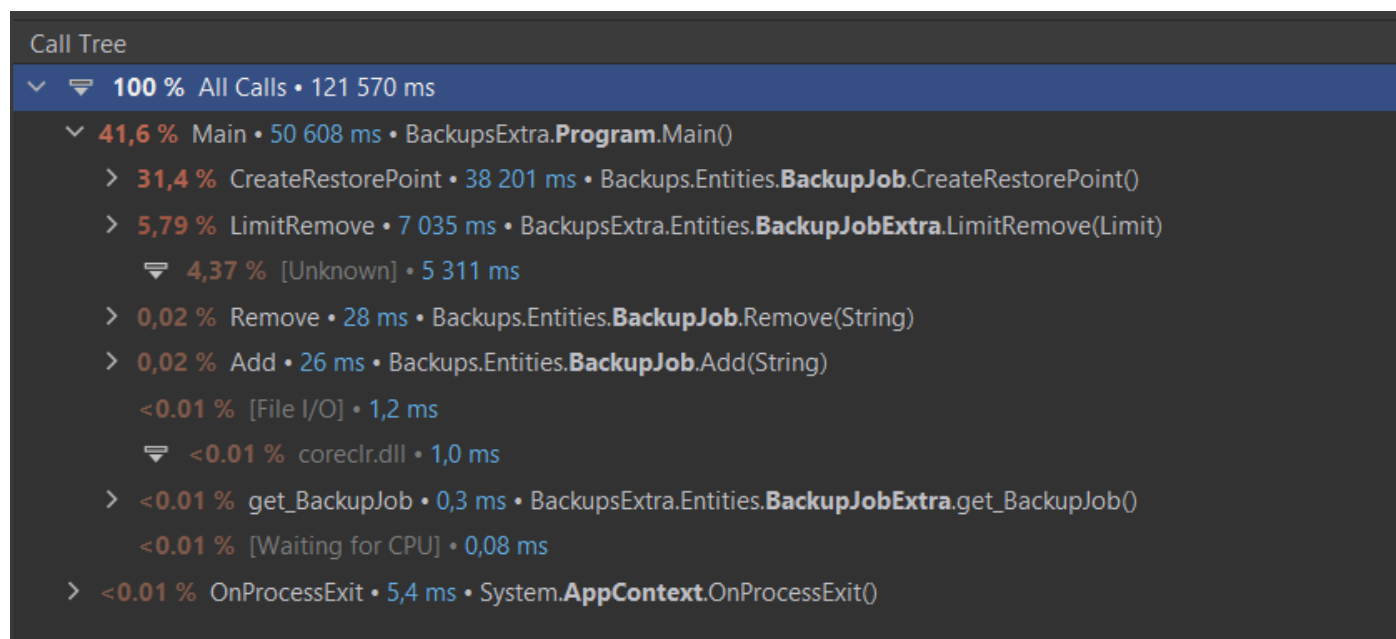 Call Tree
100 % All Calls • 121 570 ms
41,6 % Main • 50 608 ms • BackupsExtra.Program.Main()
31,4 % CreateRestorePoint • 38 201 ms • Backups.Entities.BackupJob.CreateRestorePoint()
5,79 % LimitRemove • 7 035 ms • BackupsExtra.Entities.BackupJobExtra.LimitRemove(Limit)
4,37 % [Unknown] • 5 311 ms
0,02 % Remove • 28 ms • Backups.Entities.BackupJob.Remove(String)
0,02 % Add • 26 ms • Backups.Entities.BackupJob.Add(String)
<0.01 % [File I/O] • 1,2 ms
<0.01 % coreclr.dll • 1,0 ms
<0.01 % get_BackupJob • 0,3 ms • BackupsExtra.Entities.BackupJobExtra.get_BackupJob()
<0.01 % [Waiting for CPU] • 0,08 ms
<0.01 % OnProcessExit • 5,4 ms • System.AppContext.OnProcessExit()